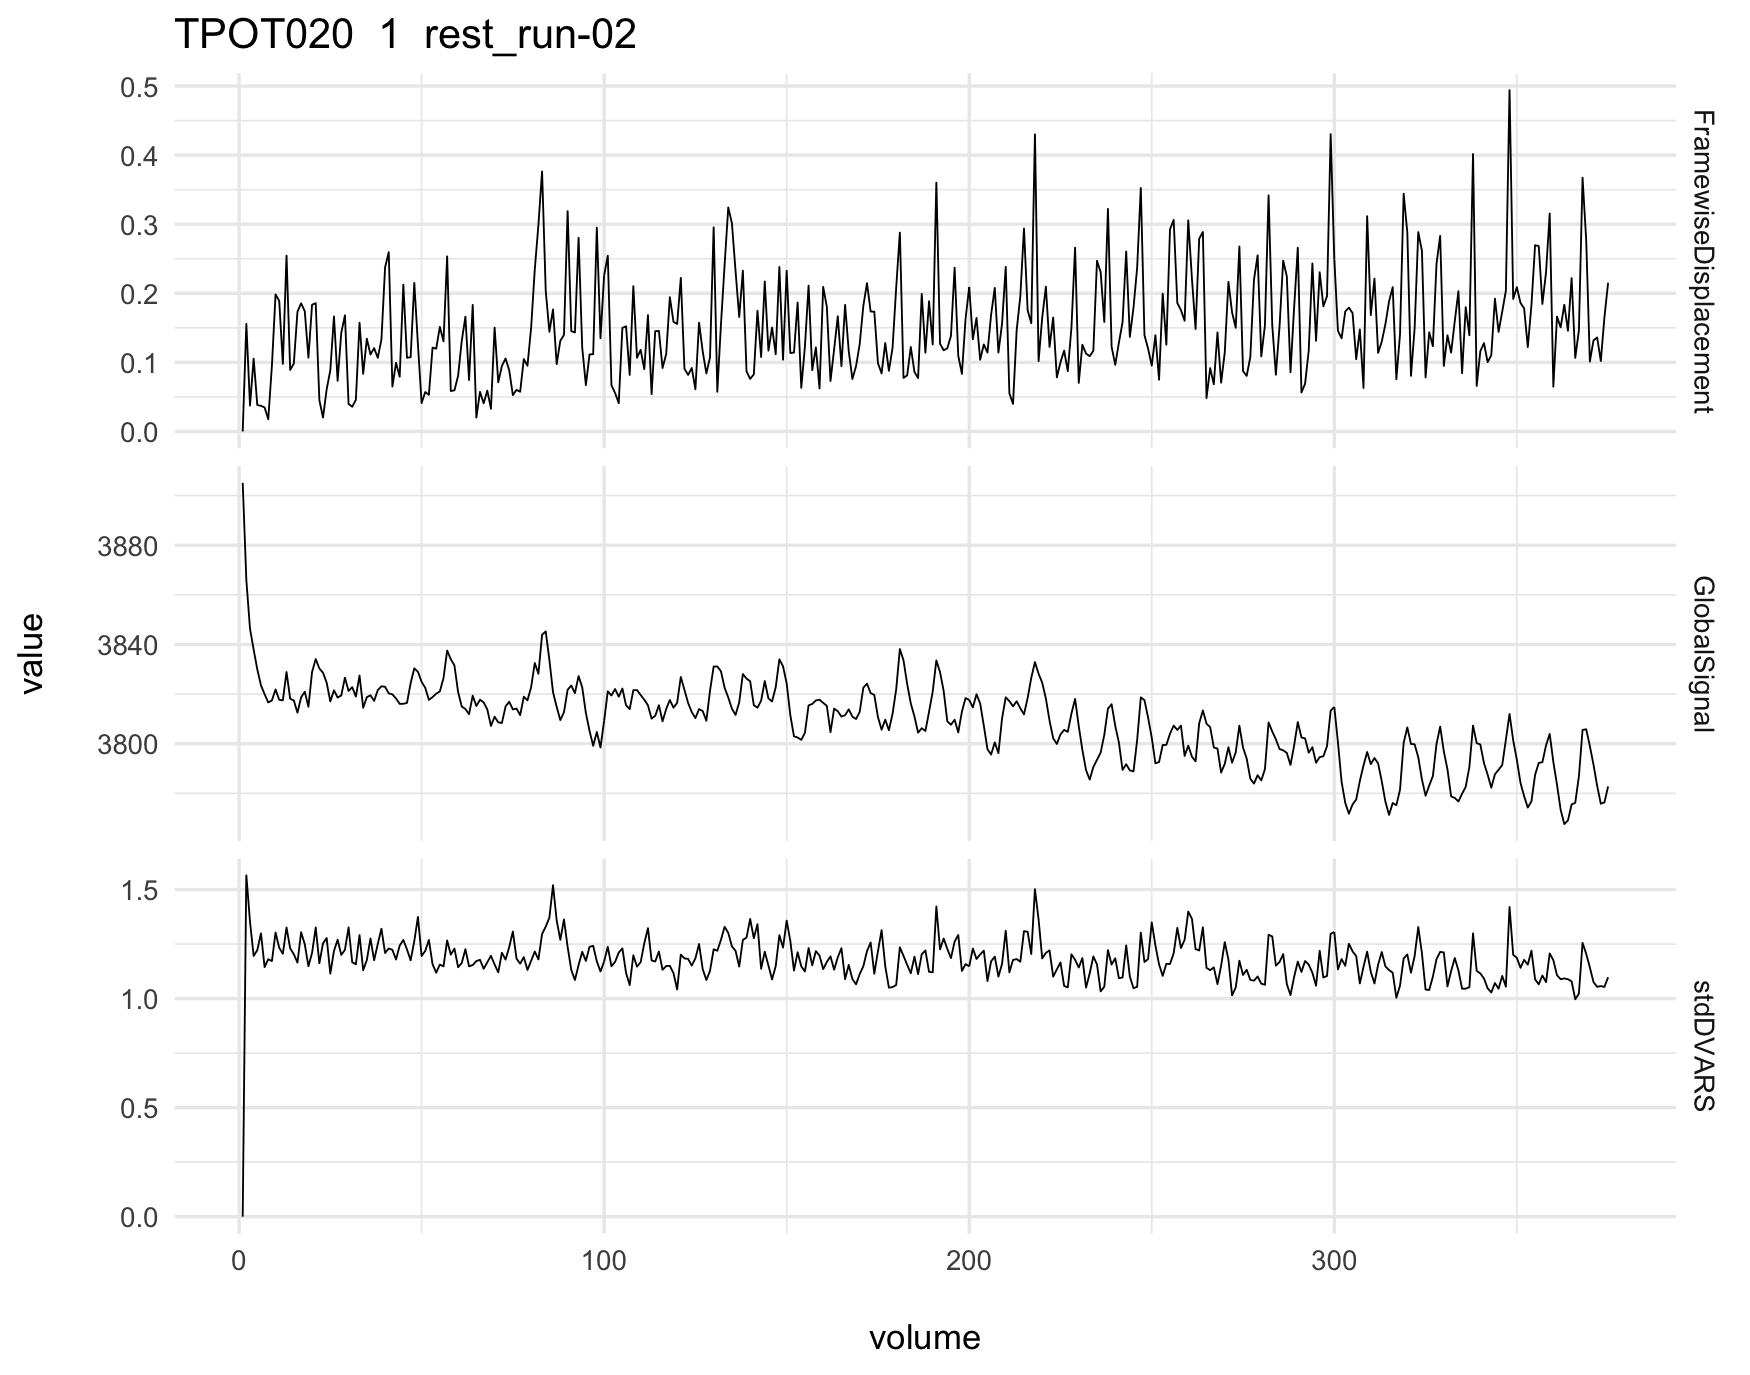 TPOT020 1 rest_run-02
0.5
0.4
0.3
0.2
0.1
0.0
FramewiseDisplacement
3880
3840
3800
GlobalSignal
value
1.5
1.0
0.5
0.0
stdDVARS
0 100 200 300
volume